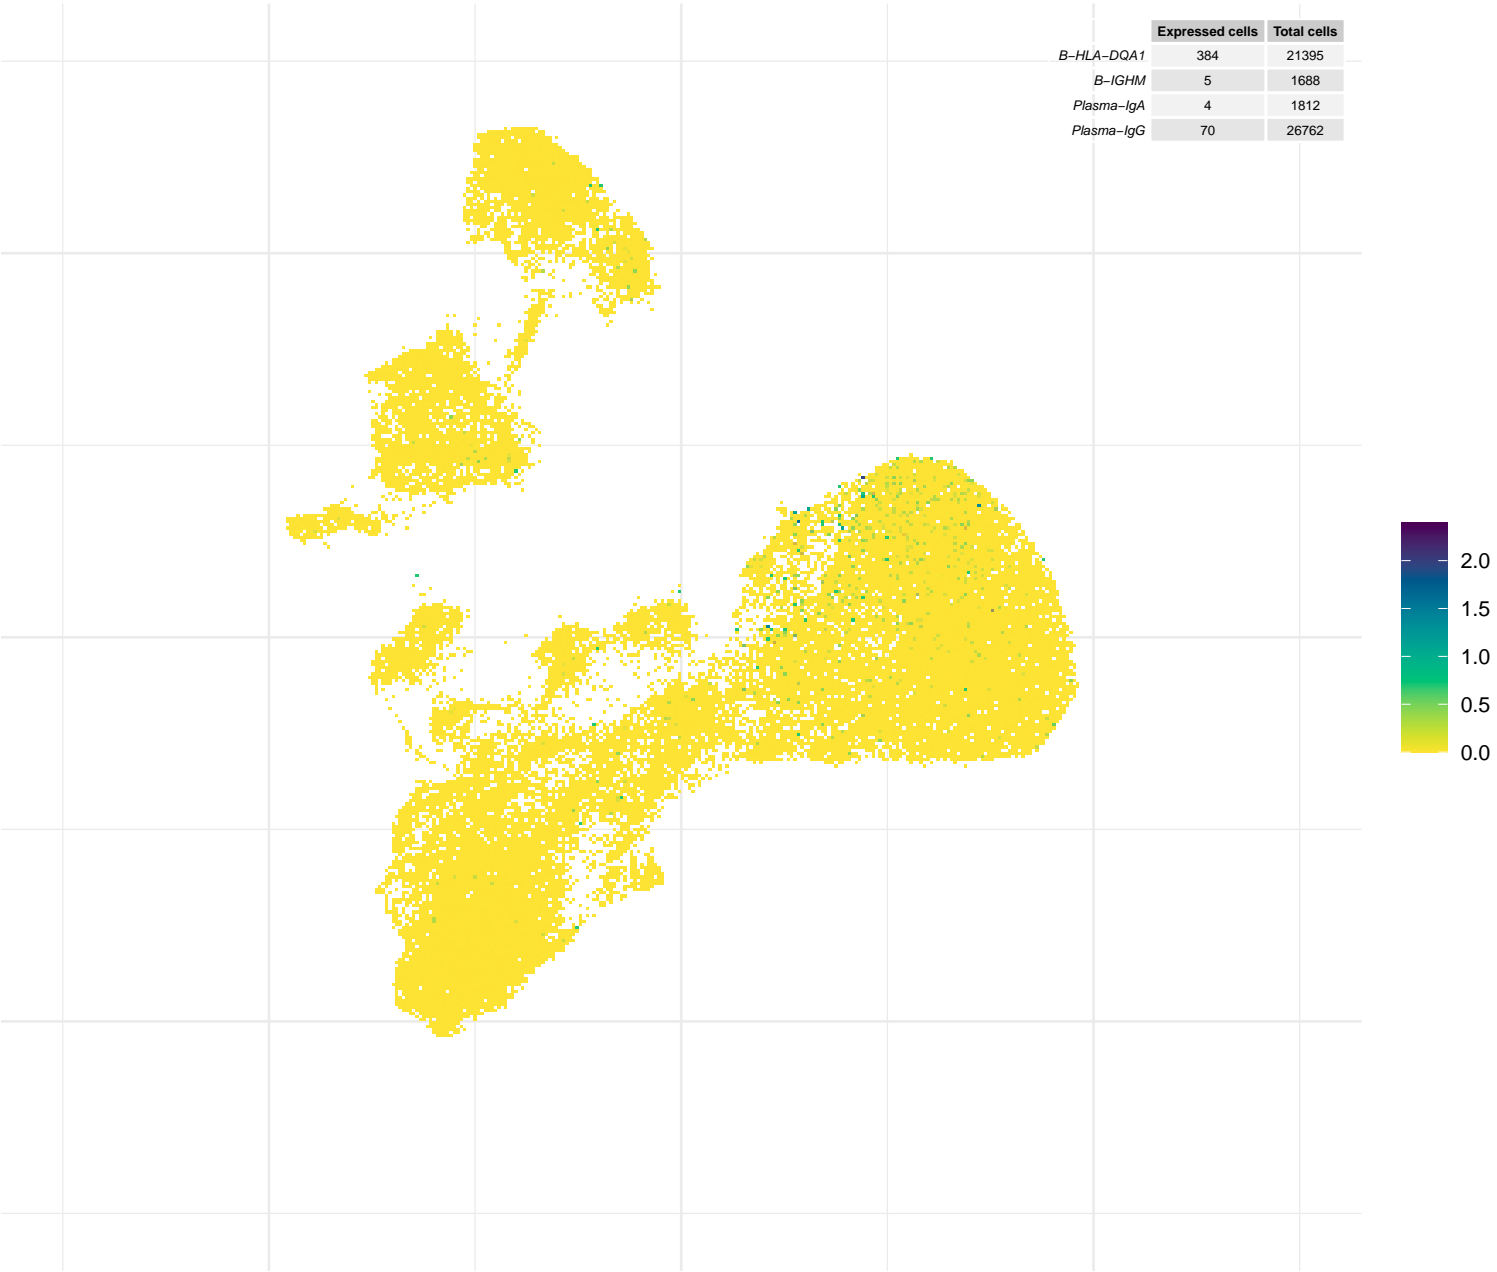 Expressed cells Total cells
B−HLA−DQA1 384 21395
B−IGHM 5 1688
Plasma−IgA 4 1812
Plasma−IgG 70 26762
2.0
1.5
1.0
0.5
0.0